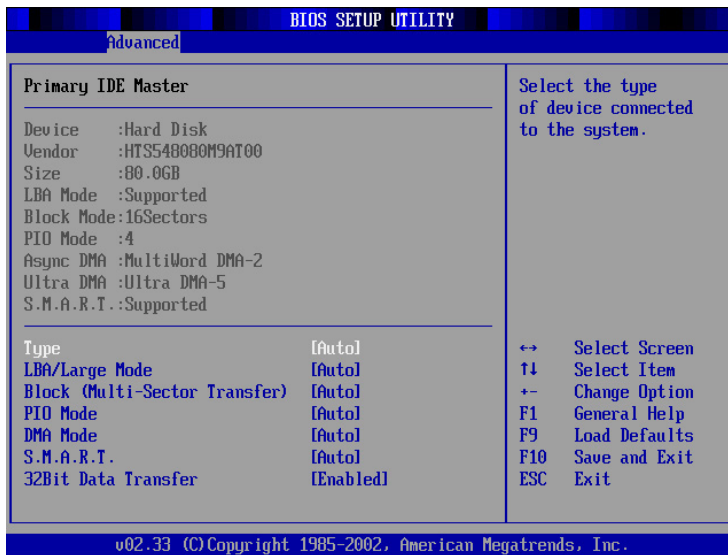 BIOS SETUP UTILITY
Advanced
Primary IDE Master
Device :Hard Disk
Vendor :HTS548080M9AT00
Size :80.0GB
LBA Mode :Supported
Block Mode:16Sectors
PIO Mode :4
Async DMA :MultiWord DMA-2
Ultra DMA :Ultra DMA-5
S.M.A.R.T.:Supported
Type [Auto]
LBA/Large Mode [Auto]
Block (Multi-Sector Transfer) [Auto]
PIO Mode [Auto]
DMA Mode [Auto]
S.M.A.R.T. [Auto]
32Bit Data Transfer [Enabled]
Select the type
of device connected
to the system.
↔ Select Screen
↑↓ Select Item
+- Change Option
F1 General Help
F9 Load Defaults
F10 Save and Exit
ESC Exit
v02.33 (C)Copyright 1985-2002, American Megatrends, Inc.